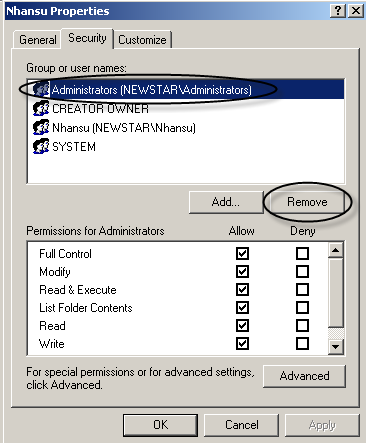 Nhansu Properties
General Security Customize
Group or user names:
Administrators (NEWSTAR\Administrators)
CREATOR OWNER
Nhansu (NEWSTAR\Nhansu)
SYSTEM
Add... Remove
Permissions for Administrators Allow Deny
Full Control
Modify
Read & Execute
List Folder Contents
Read
Write
For special permissions or for advanced settings,
click Advanced. Advanced
OK Cancel Apply